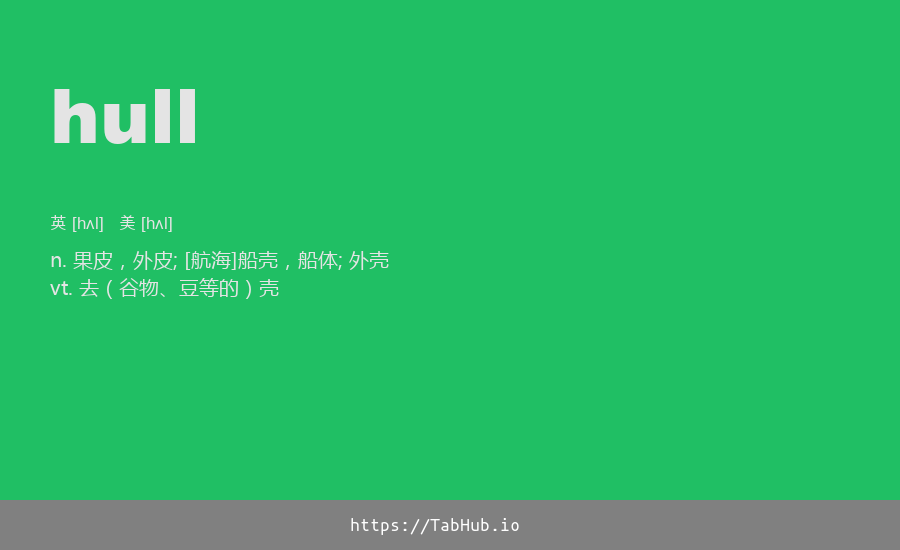 hull
英 [hʌl] 美 [hʌl]
n. 果皮，外皮; [航海]船壳，船体; 外壳
vt. 去（谷物、豆等的）壳
https://TabHub.io